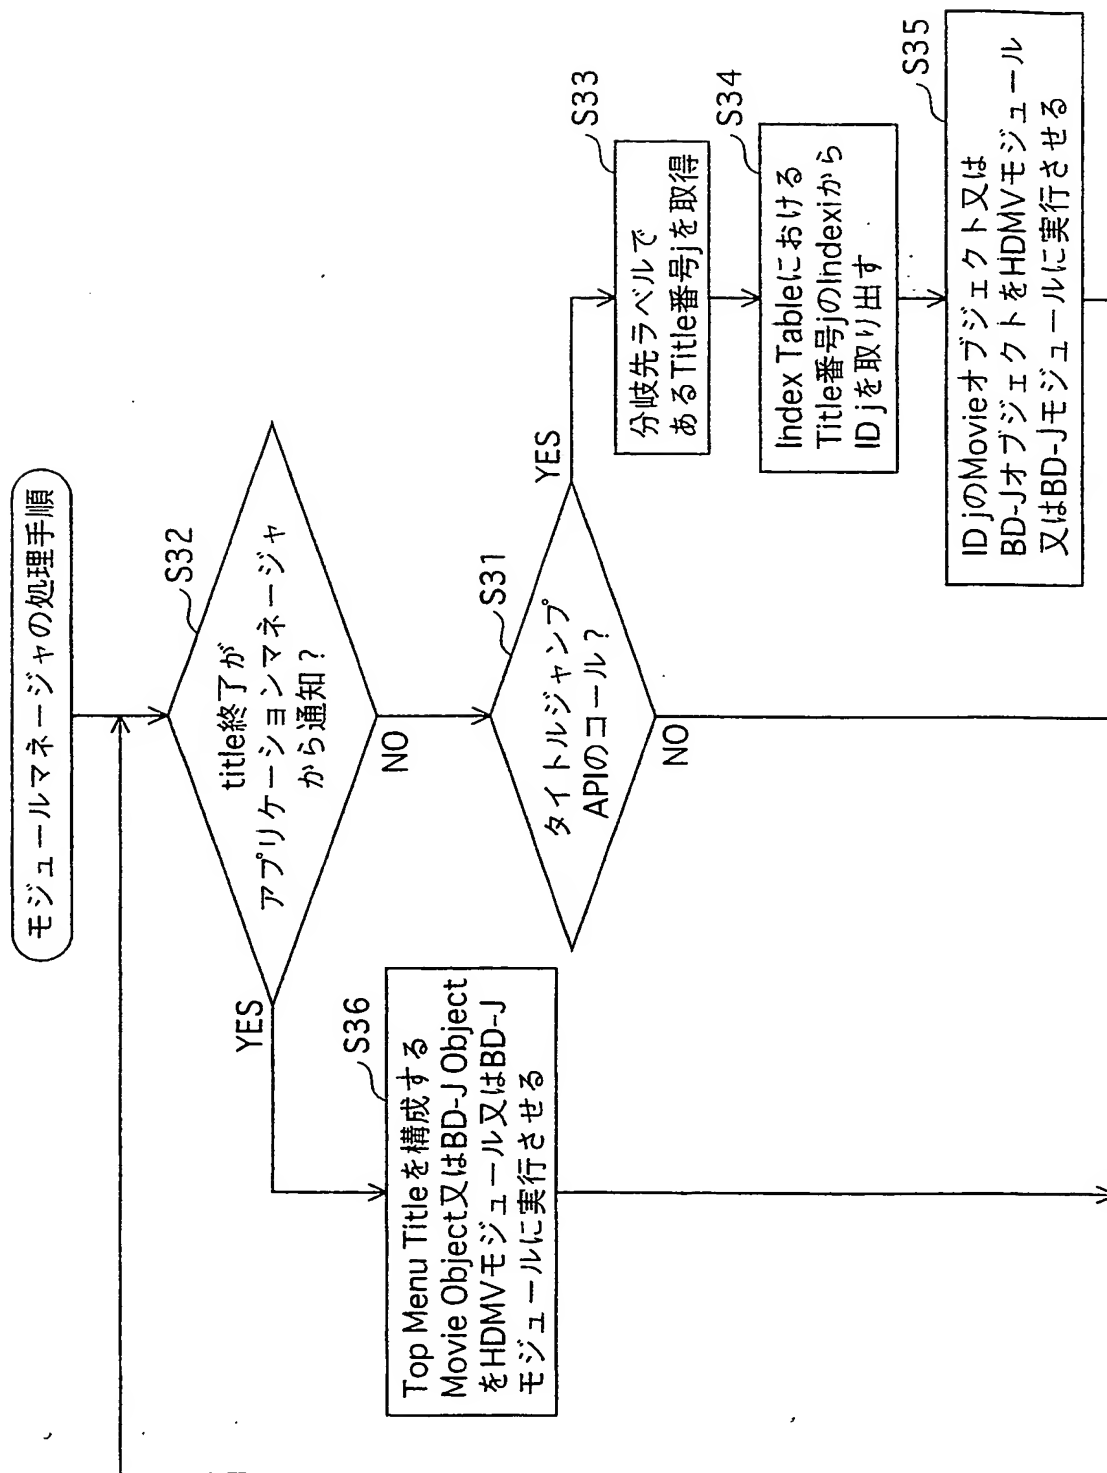 モジュールマネージャの処理手順
S32
title終了が
アプリケーションマネージャ
から通知？
YES
NO
S36
Top Menu Titleを構成する
Movie Object又はBD-J Object
をHDMVモジュール又はBD-J
モジュールに実行させる
S31
タイトルジャンプ
APIのコール？
YES
NO
S33
分岐先ラベルで
あるTitle番号jを取得
S34
Index Tableにおける
Title番号jのIndexiから
ID jを取り出す
S35
ID jのMovieオブジェクト又は
BD-JオブジェクトをHDMVモジュール
又はBD-Jモジュールに実行させる